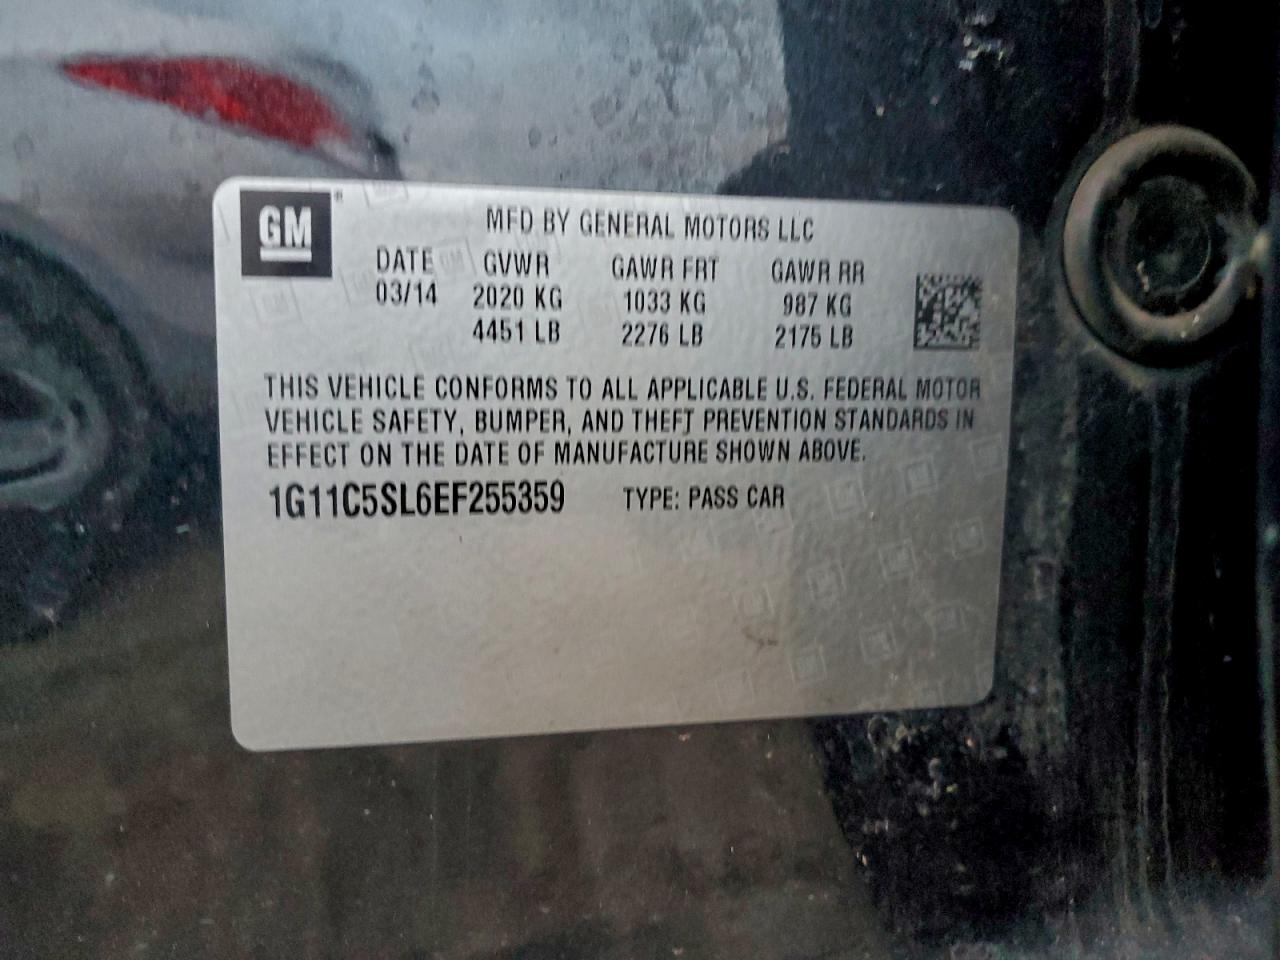 GM
MFD BY GENERAL MOTORS LLC
DATE GVWR GAWR FRT GAWR RR
03/14 2020 KG 1033 KG 987 KG
4451 LB 2276 LB 2175 LB
THIS VEHICLE CONFORMS TO ALL APPLICABLE U.S. FEDERAL MOTOR
VEHICLE SAFETY, BUMPER, AND THEFT PREVENTION STANDARDS IN
EFFECT ON THE DATE OF MANUFACTURE SHOWN ABOVE.
1G11C5SL6EF255359 TYPE: PASS CAR